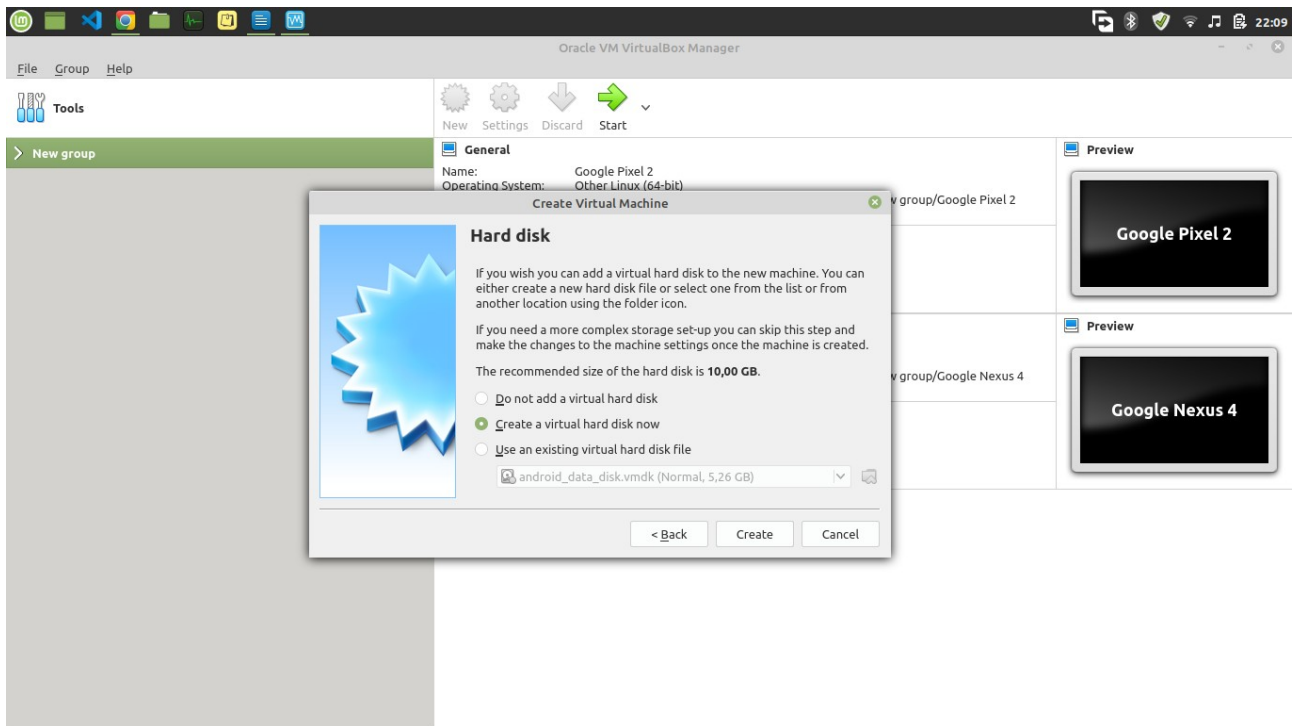 22:09
Oracle VM VirtualBox Manager
File Group Help
Tools
New Settings Discard Start
New group
General
Name: Google Pixel 2
Operating System: Other Linux (64-bit)
group/Google Pixel 2
Preview
Google Pixel 2
Preview
group/Google Nexus 4
Google Nexus 4
Create Virtual Machine
Hard disk
If you wish you can add a virtual hard disk to the new machine. You can
either create a new hard disk file or select one from the list or from
another location using the folder icon.
If you need a more complex storage set-up you can skip this step and
make the changes to the machine settings once the machine is created.
The recommended size of the hard disk is 10,00 GB.
Do not add a virtual hard disk
Create a virtual hard disk now
Use an existing virtual hard disk file
android_data_disk.vmdk (Normal, 5,26 GB)
< Back Create Cancel